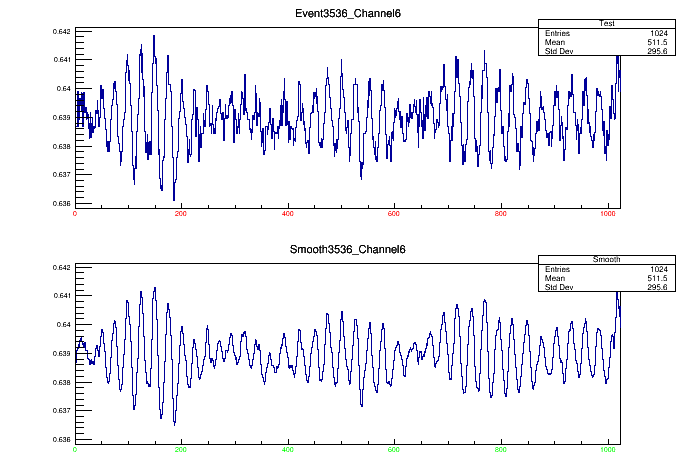 Event3536_Channel6
Test
Entries 1024
Mean 511.5
Std Dev 295.6
0.642
0.641
0.64
0.639
0.638
0.637
0.636
0 200 400 600 800 1000
Smooth3536_Channel6
Smooth
Entries 1024
Mean 511.5
Std Dev 295.6
0.642
0.641
0.64
0.639
0.638
0.637
0.636
0 200 400 600 800 1000